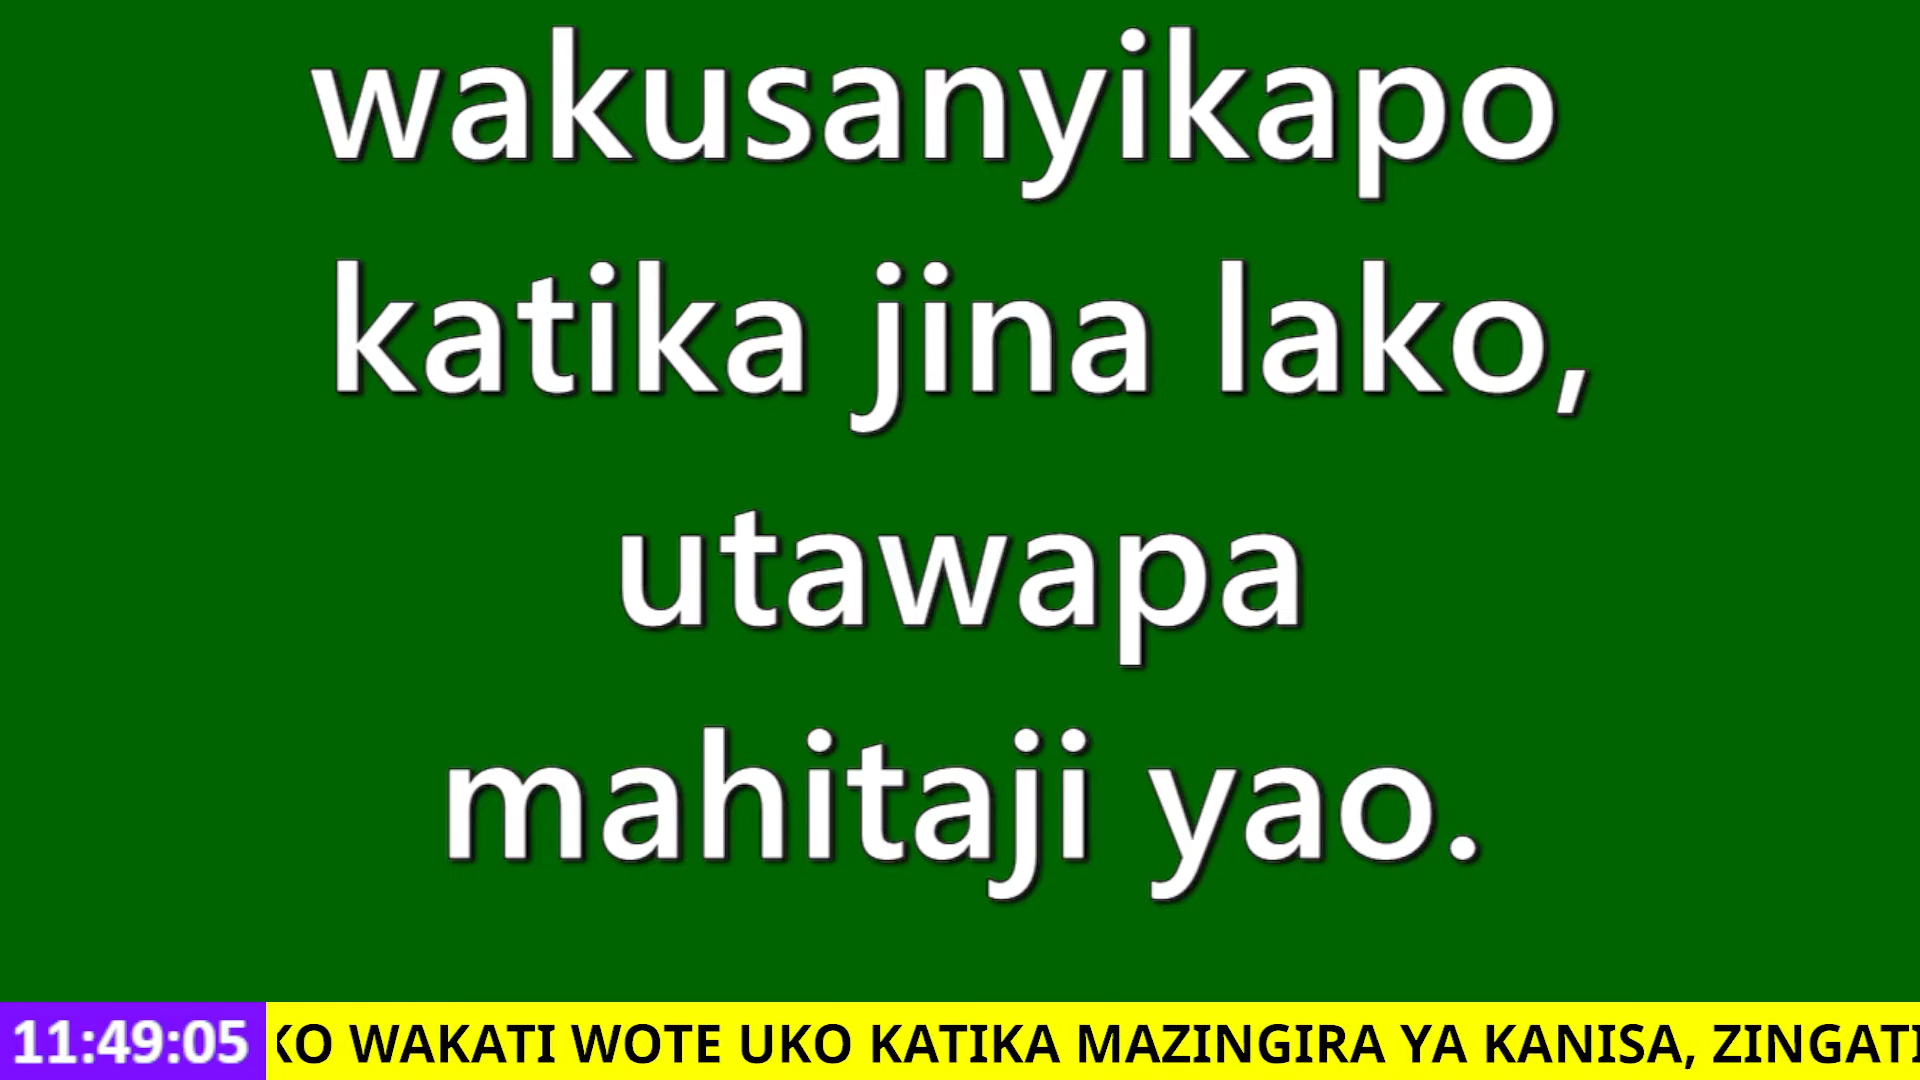 wakusanyikapo
katika jina lako,
utawapa
mahitaji yao.
11:49:05 WAKATI WOTE UKO KATIKA MAZINGIRA YA KANISA,